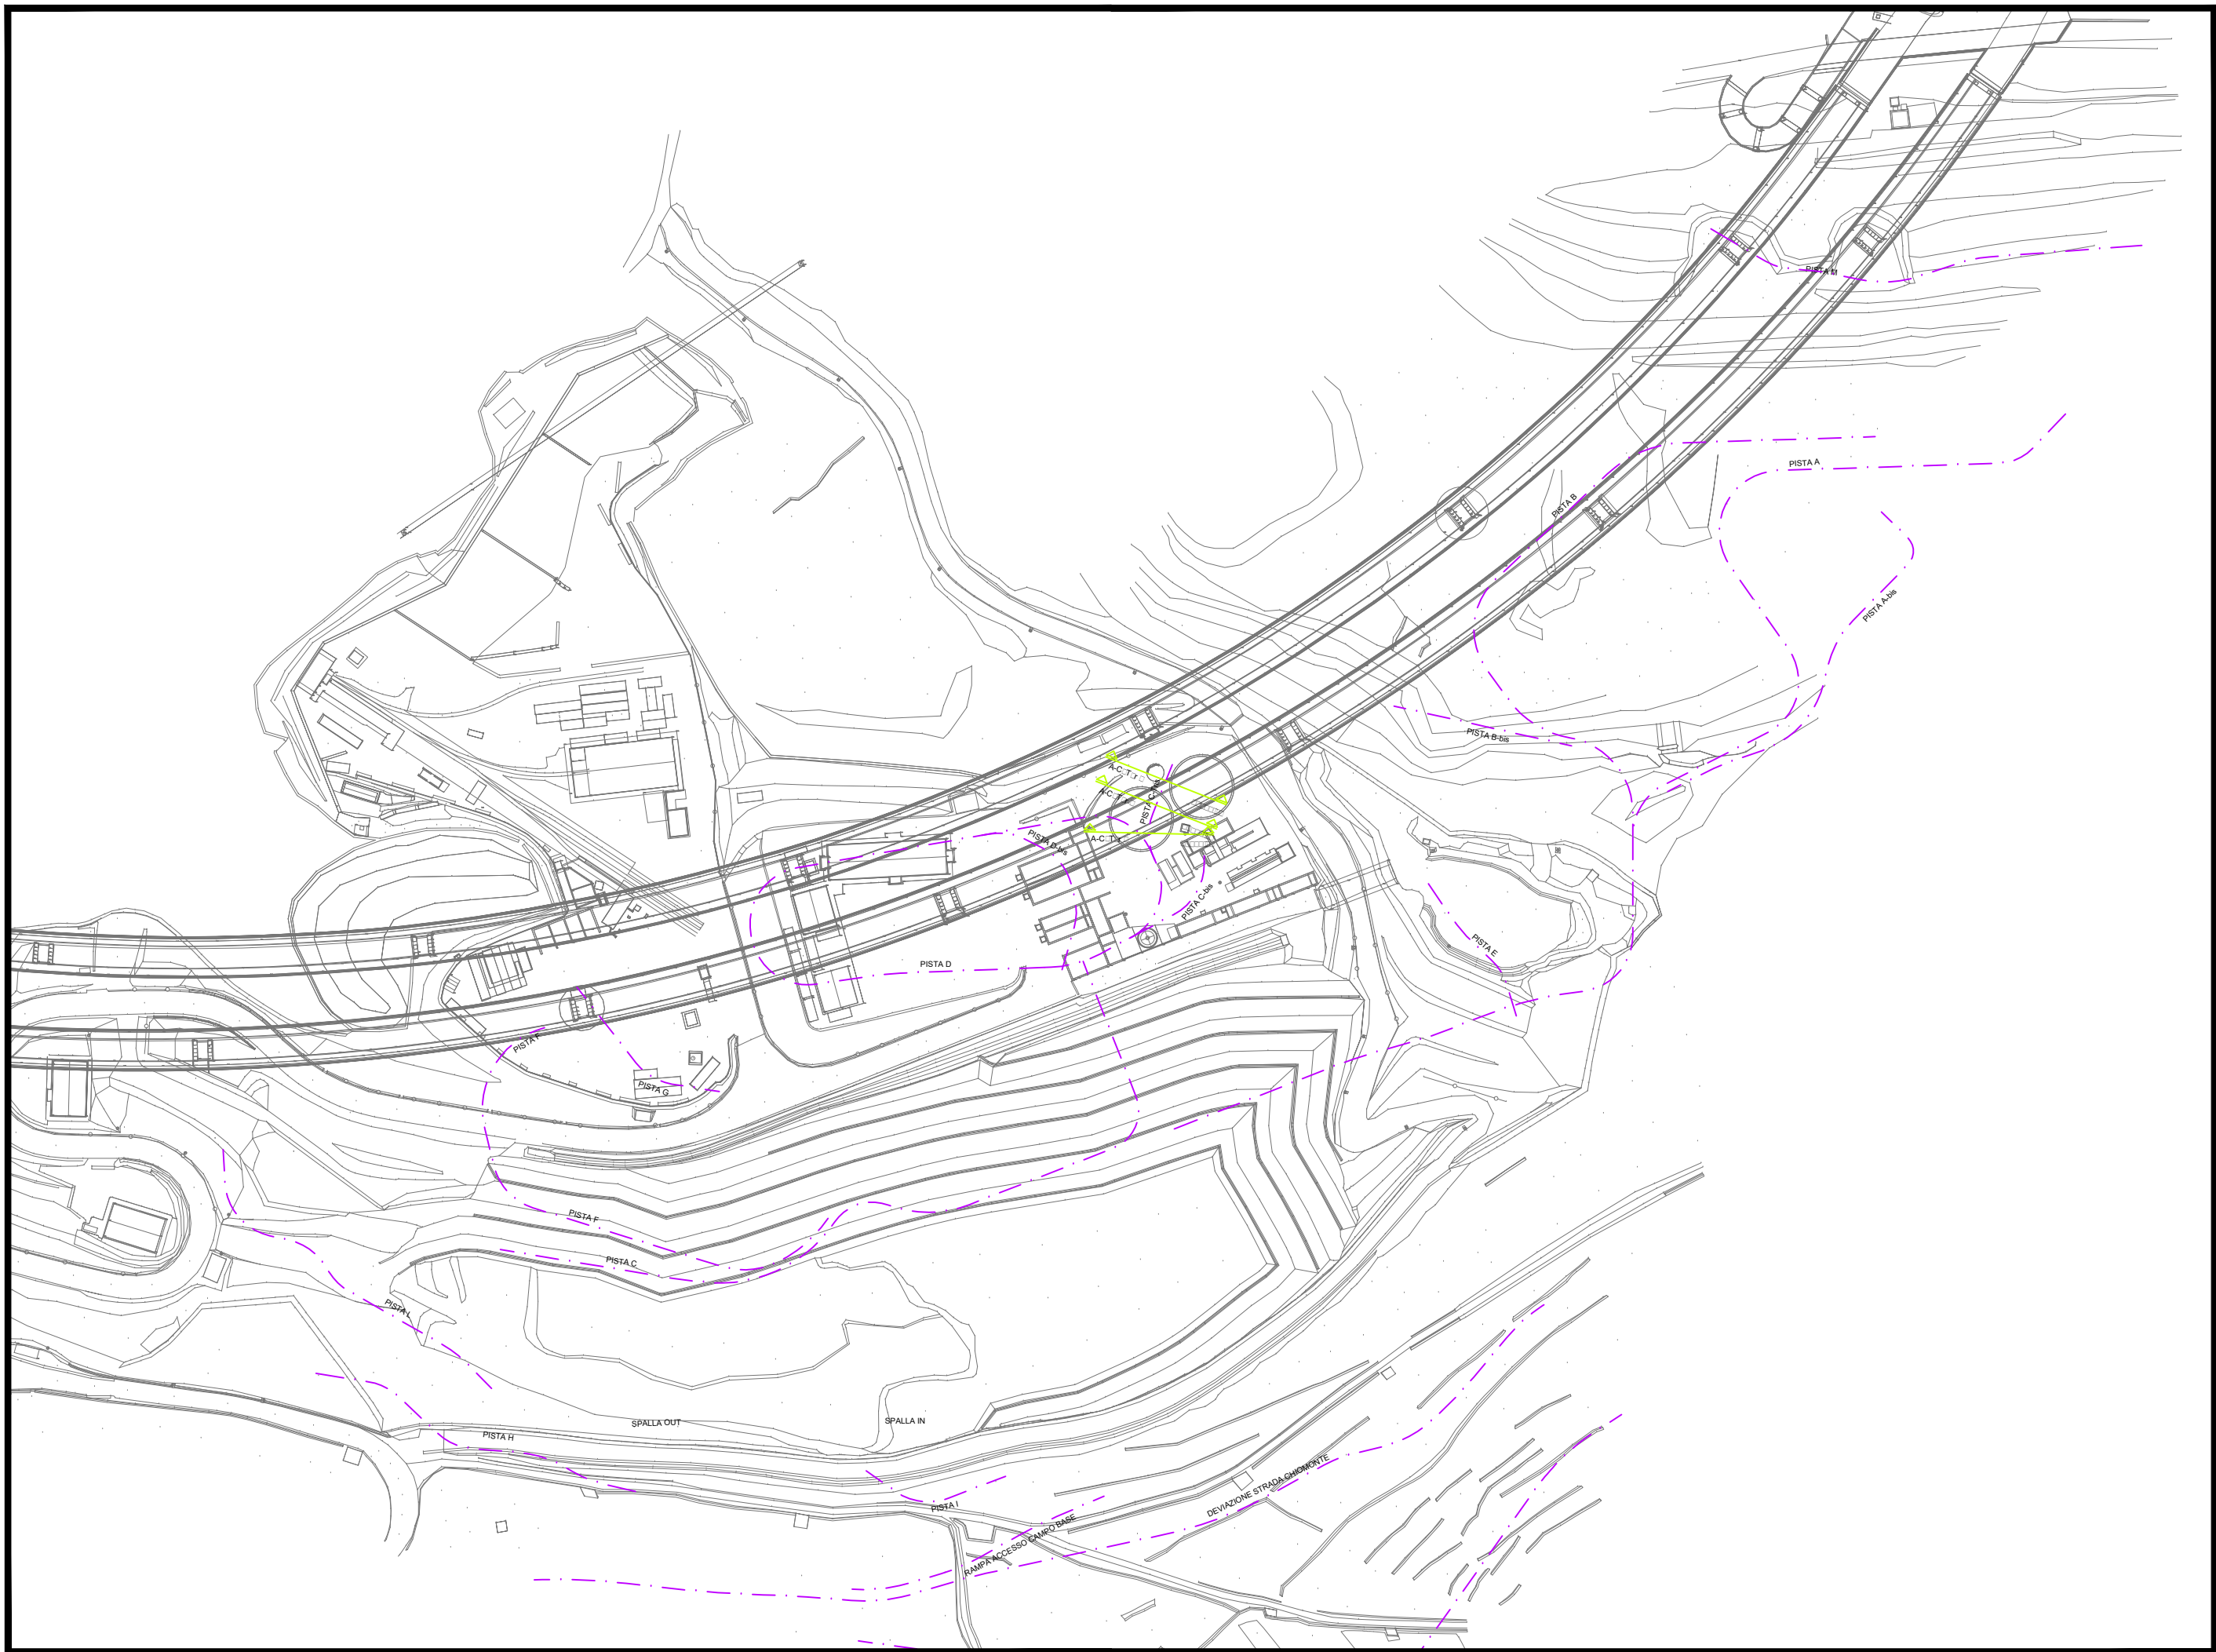 PISTA M
PISTA A
PISTA B
PISTA A-bis
PISTA B-bis
PISTA D-bis
PISTA C-bis
PISTA E
PISTA D
PISTA F
PISTA G
PISTA F
PISTA C
PISTA L
SPALLA OUT
SPALLA IN
PISTA H
PISTA I
DEVIAZIONE STRADA CHIOMONTE
RAMPA ACCESSO CAMPO BASE